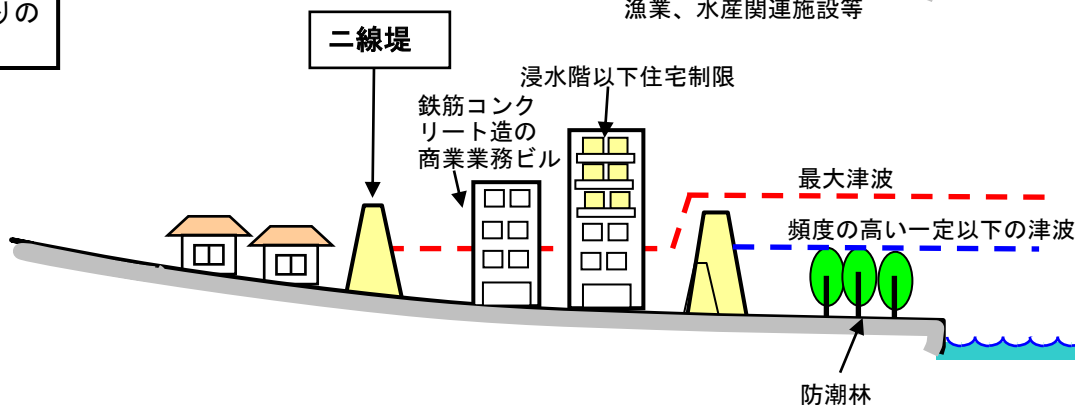 りの
漁業、水産関連施設等
二線堤
浸水階以下住宅制限
鉄筋コンク
リート造の
商業業務ビル
最大津波
頻度の高い一定以下の津波
防潮林